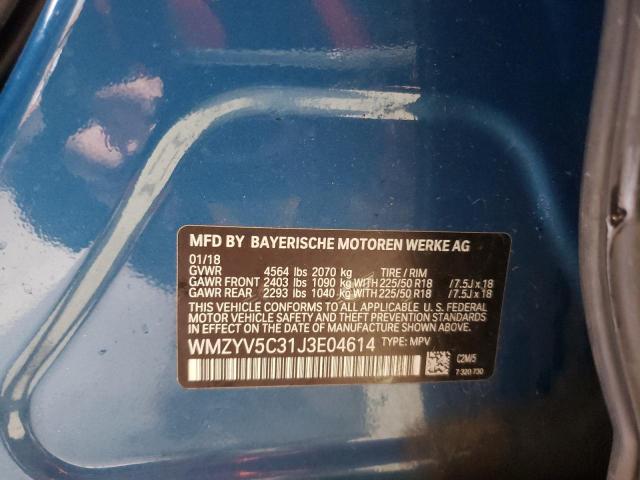 MFD BY BAYERISCHE MOTOREN WERKE AG
01/18
GVWR 4564 lbs 2070 kg TIRE / RIM
GAWR FRONT 2403 lbs 1090 kg WITH 225/50 R18 /7.5J x 18
GAWR REAR 2293 lbs 1040 kg WITH 225/50 R18 /7.5J x 18
THIS VEHICLE CONFORMS TO ALL APPLICABLE U. S. FEDERAL
MOTOR VEHICLE SAFETY AND THEFT PREVENTION STANDARDS
IN EFFECT ON THE DATE OF MANUFACTURE SHOWN ABOVE.
WMZYV5C31J3E04614 TYPE: MPV
C2M/5
7 320 730